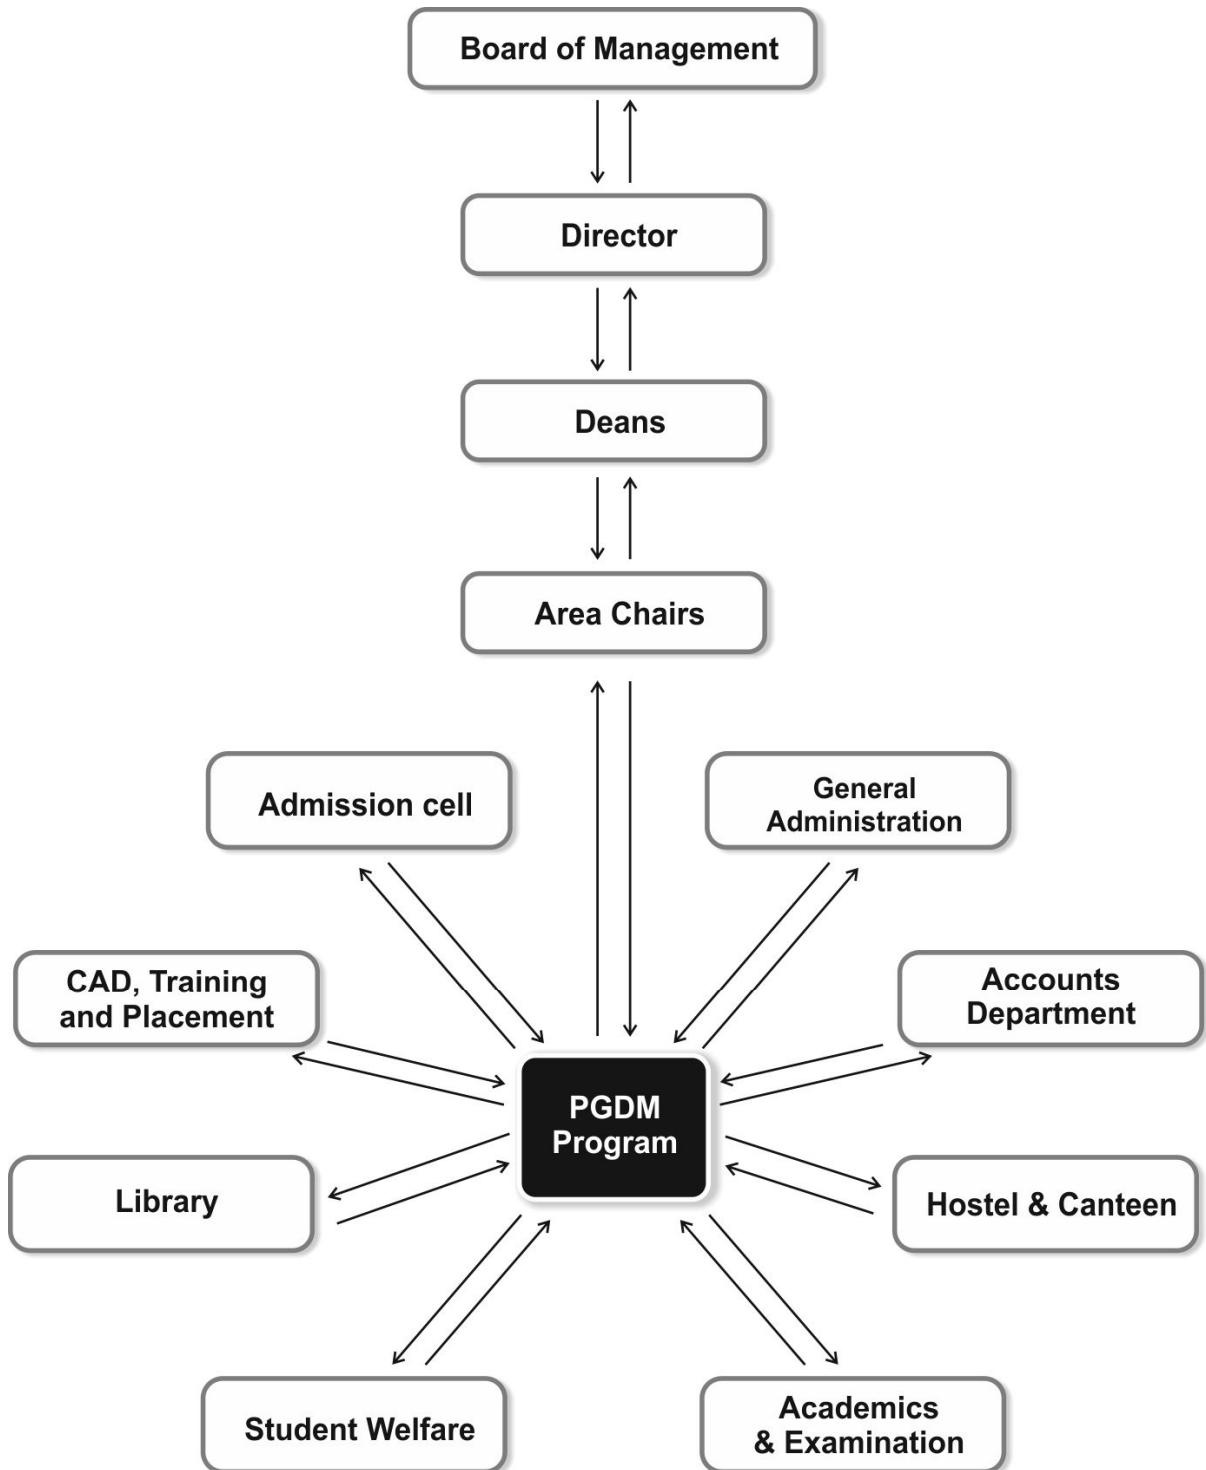 Board of Management
Director
Deans
Area Chairs
Admission cell
General
Administration
CAD, Training
and Placement
Accounts
Department
PGDM
Program
Library
Hostel & Canteen
Student Welfare
Academics
& Examination